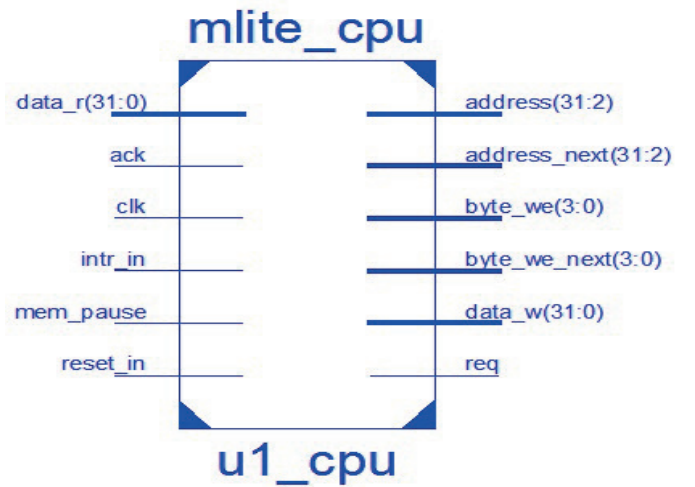 mlite_cpu
data_r(31:0)
address(31:2)
ack
address_next(31:2)
clk
byte_we(3:0)
intr_in
byte_we_next(3:0)
mem_pause
data_w(31:0)
reset_in
req
u1_cpu